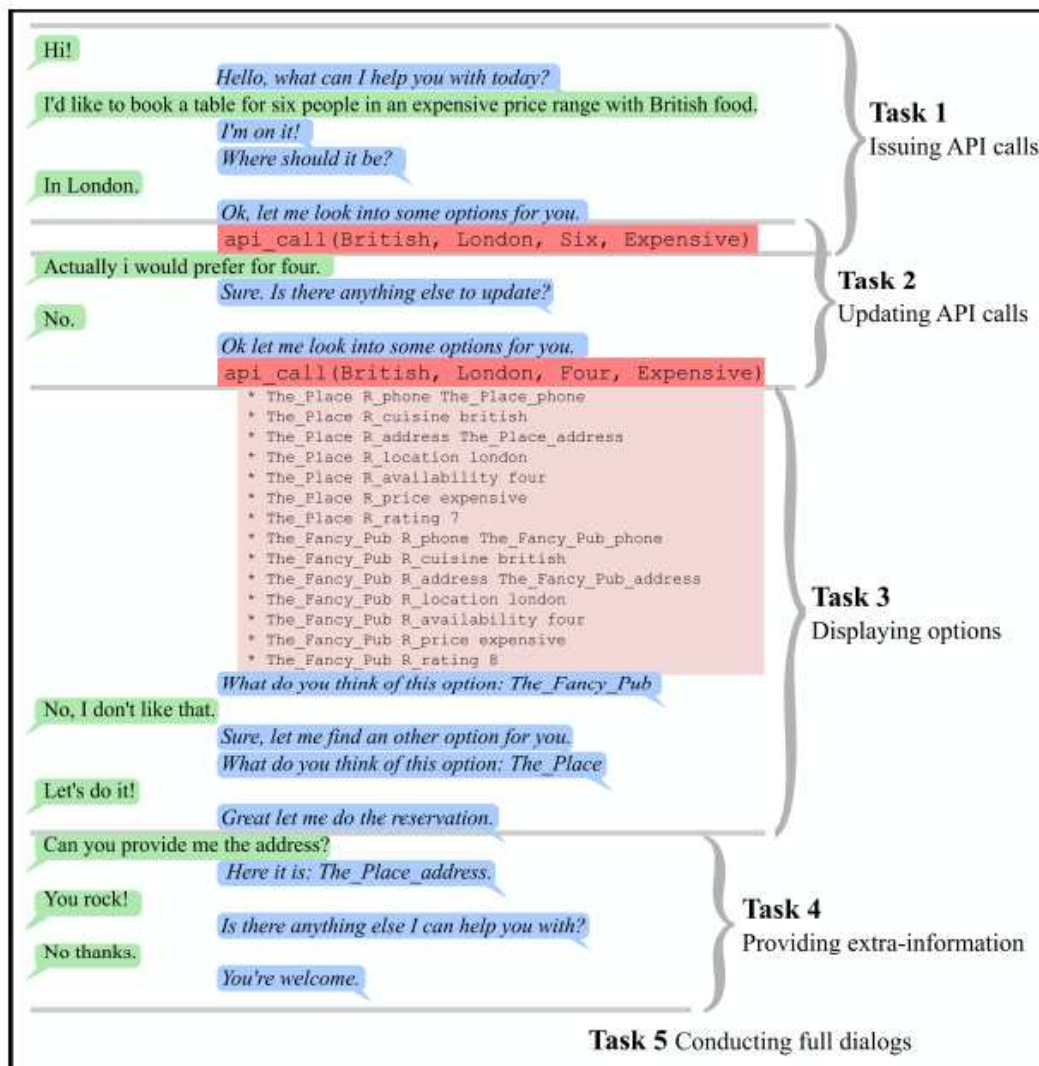 Hi!
Hello, what can I help you with today?
I'd like to book a table for six people in an expensive price range with British food.
I'm on it!
Where should it be?
In London.
Ok, let me look into some options for you.
api_call(British, London, Six, Expensive)
Task 1
Issuing API calls
Actually i would prefer for four.
Sure. Is there anything else to update?
No.
Ok let me look into some options for you.
api_call(British, London, Four, Expensive)
Task 2
Updating API calls
* The_Place R_phone The_Place_phone
* The_Place R_cuisine british
* The_Place R_address The_Place_address
* The_Place R_location london
* The_Place R_availability four
* The_Place R_price expensive
* The_Place R_rating 7
* The_Fancy_Pub R_phone The_Fancy_Pub_phone
* The_Fancy_Pub R_cuisine british
* The_Fancy_Pub R_address The_Fancy_Pub_address
* The_Fancy_Pub R_location london
* The_Fancy_Pub R_availability four
* The_Fancy_Pub R_price expensive
* The_Fancy_Pub R_rating 8
What do you think of this option: The_Fancy_Pub
No, I don't like that.
Sure, let me find an other option for you.
What do you think of this option: The_Place
Let's do it!
Great let me do the reservation.
Task 3
Displaying options
Can you provide me the address?
Here it is: The_Place_address.
You rock!
Is there anything else I can help you with?
No thanks.
You're welcome.
Task 4
Providing extra-information
Task 5 Conducting full dialogs